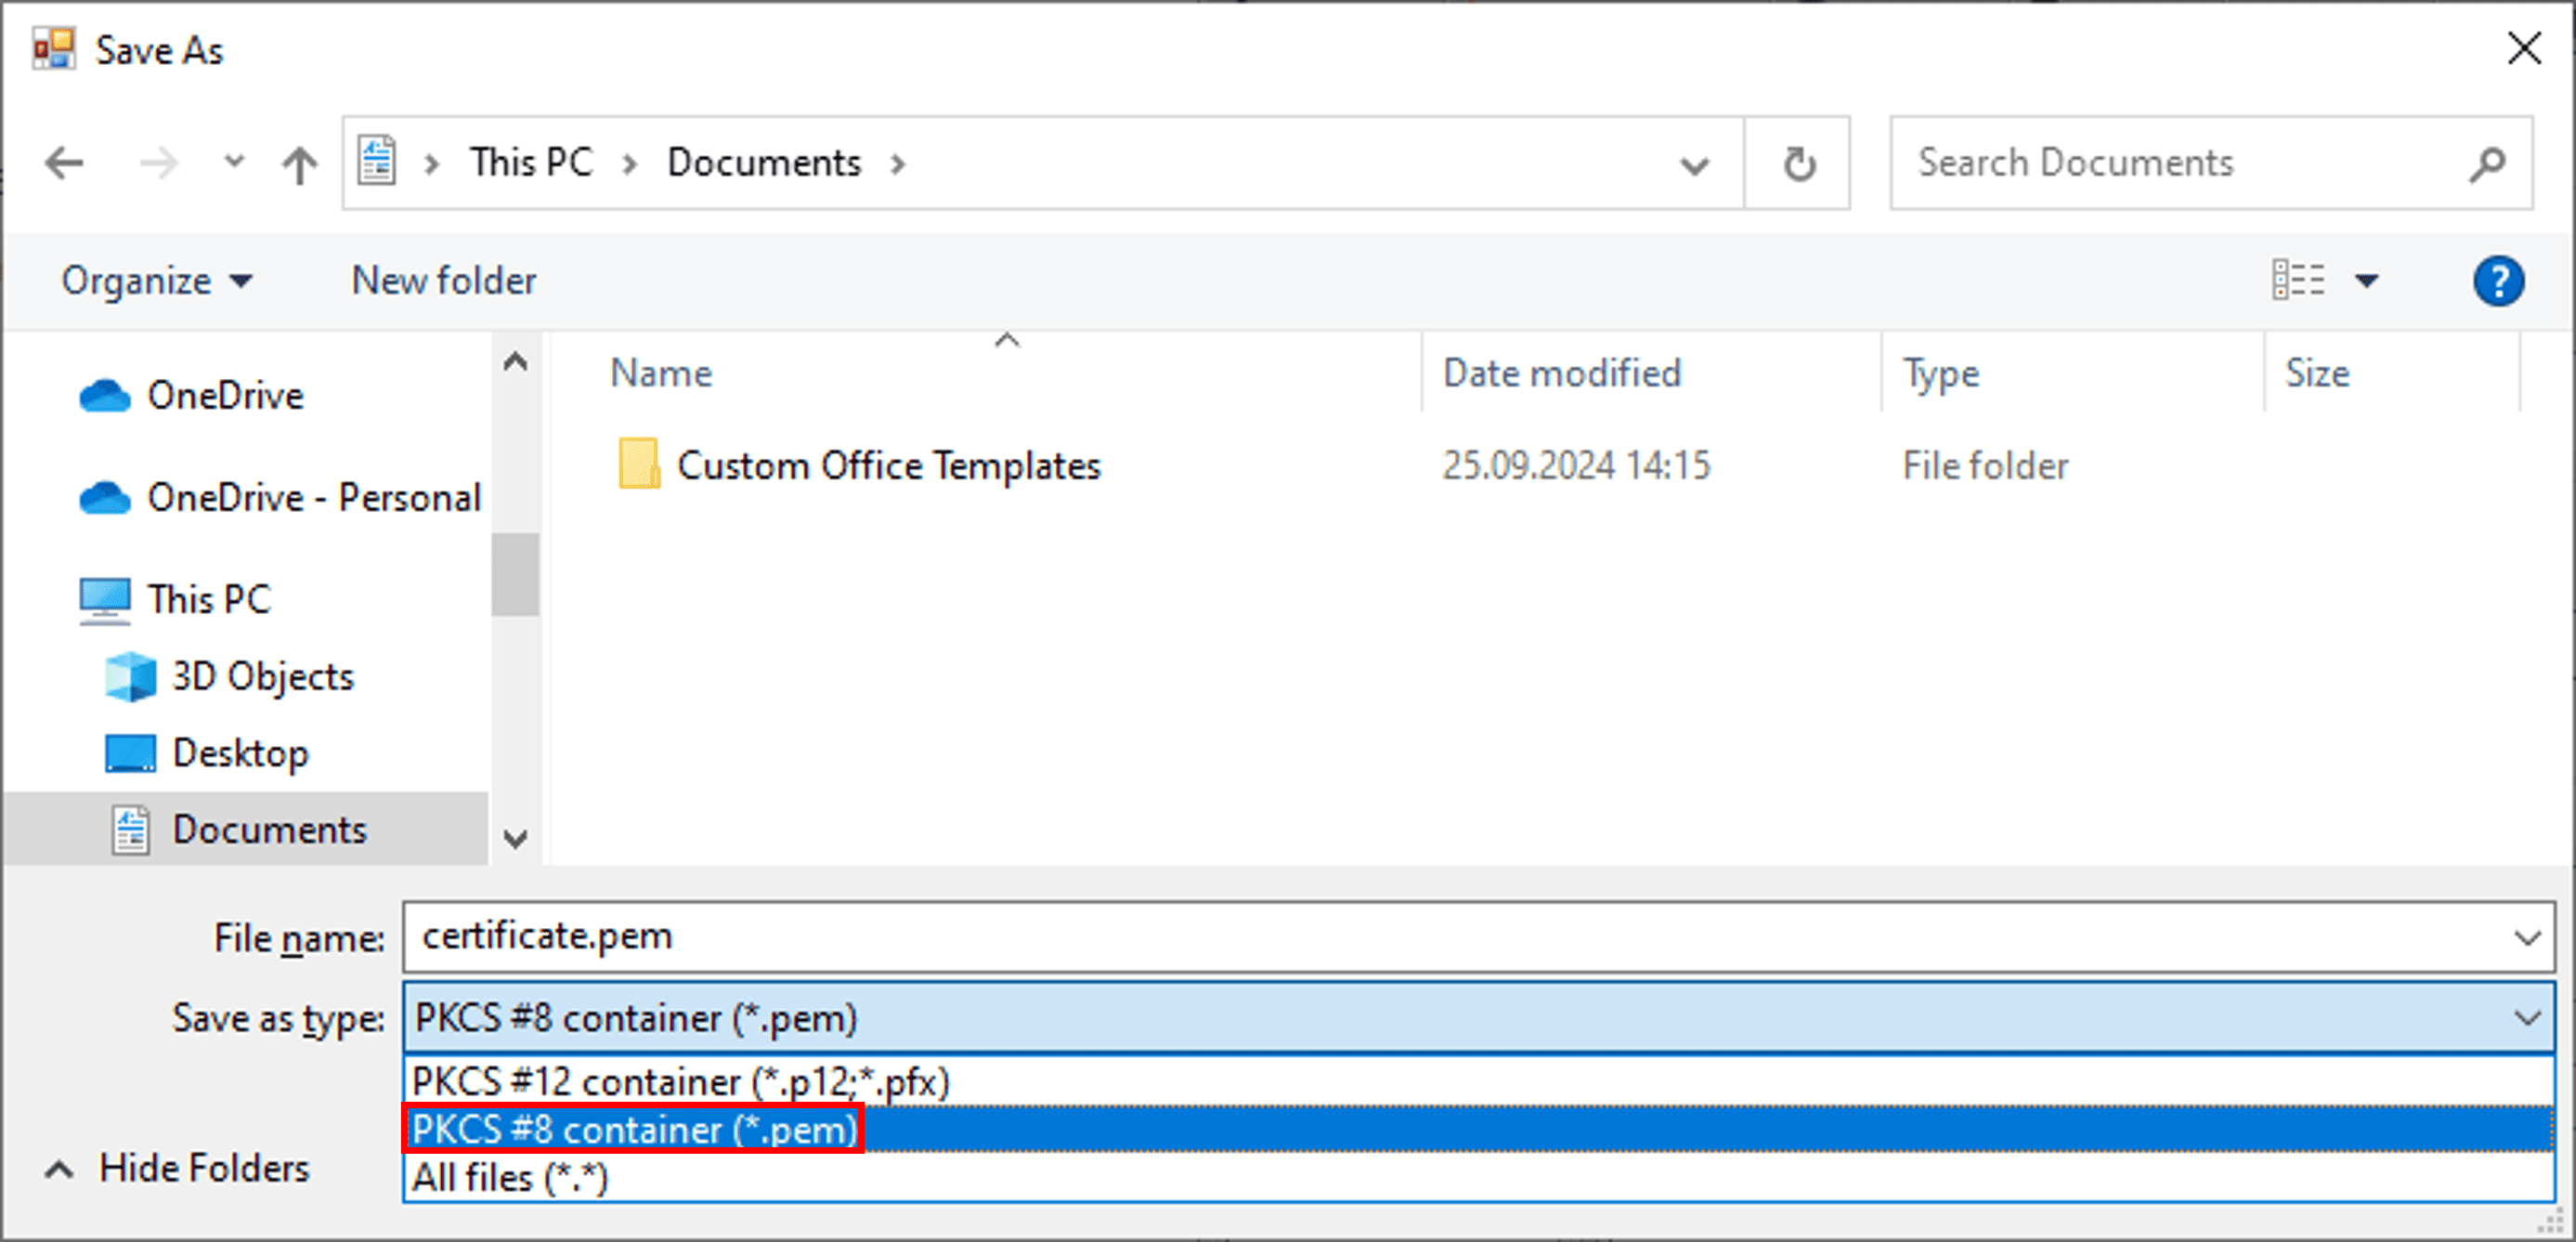 Save As
This PC > Documents >
Search Documents
Organize
New folder
?
Name
Date modified
Type
Size
OneDrive
OneDrive - Personal
This PC
3D Objects
Desktop
Documents
Custom Office Templates
25.09.2024 14:15
File folder
File name: certificate.pem
Save as type: PKCS #8 container (*.pem)
PKCS #12 container (*.p12;*.pfx)
PKCS #8 container (*.pem)
All files (*.*)
Hide Folders